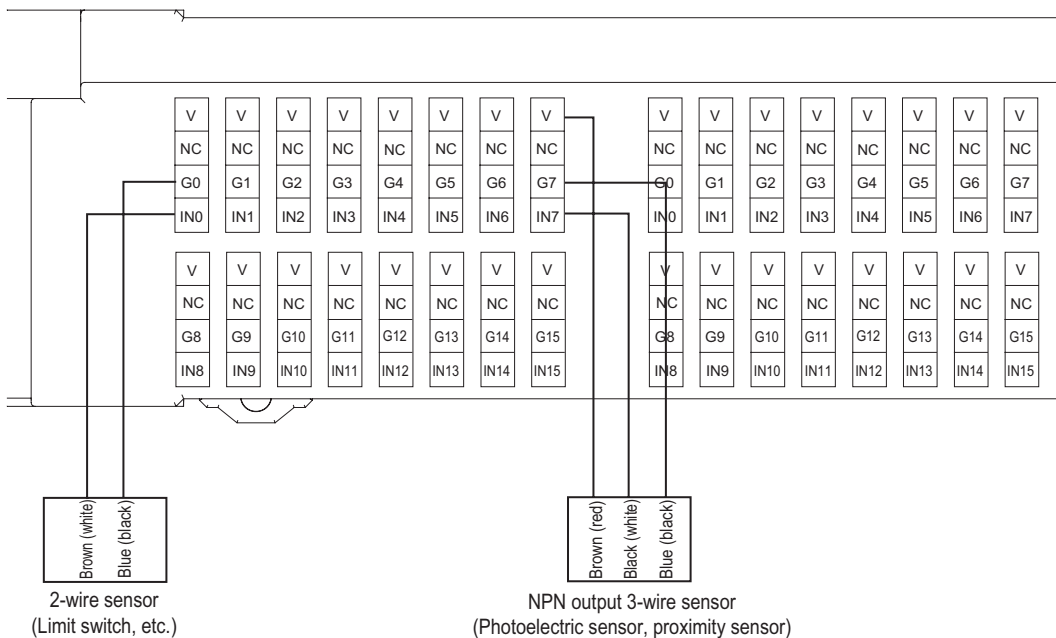 V V V V V V V V V V V V V V V V
NC NC NC NC NC NC NC NC NC NC NC NC NC NC NC NC
G0 G1 G2 G3 G4 G5 G6 G7 G0 G1 G2 G3 G4 G5 G6 G7
IN0 IN1 IN2 IN3 IN4 IN5 IN6 IN7 IN0 IN1 IN2 IN3 IN4 IN5 IN6 IN7
V V V V V V V V V V V V V V V V
NC NC NC NC NC NC NC NC NC NC NC NC NC NC NC NC
G8 G9 G10 G11 G12 G13 G14 G15 G8 G9 G10 G11 G12 G13 G14 G15
IN8 IN9 IN10 IN11 IN12 IN13 IN14 IN15 IN8 IN9 IN10 IN11 IN12 IN13 IN14 IN15
Brown (white)
Blue (black)
2-wire sensor
(Limit switch, etc.)
Brown (red)
Black (white)
Blue (black)
NPN output 3-wire sensor
(Photoelectric sensor, proximity sensor)